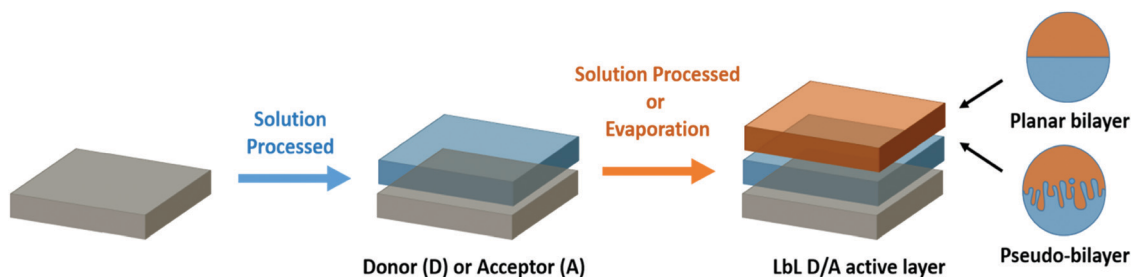 Solution
Processed
Donor (D) or Acceptor (A)
Solution Processed
or
Evaporation
LbL D/A active layer
Planar bilayer
Pseudo-bilayer